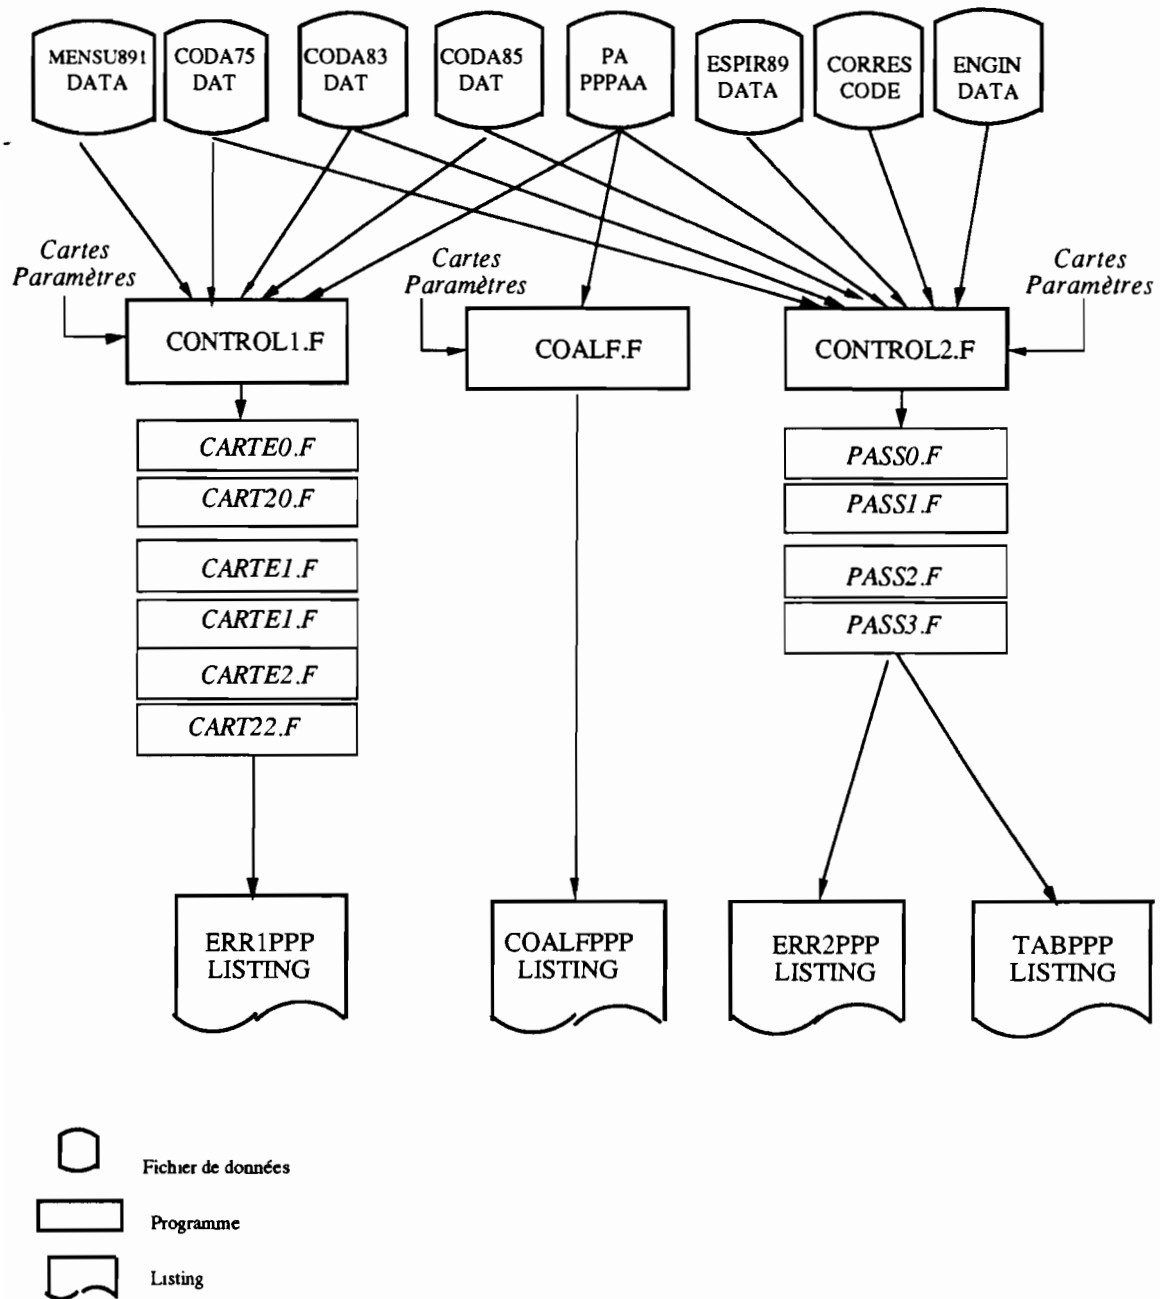 MENSU891
DATA
CODA75
DAT
CODA83
DAT
CODA85
DAT
PA
PPPAA
ESPIR89
DATA
CORRES
CODE
ENGIN
DATA
Cartes
Paramètres
Cartes
Paramètres
Cartes
Paramètres
CONTROL1.F
COALF.F
CONTROL2.F
CARTE0.F
CART20.F
CARTE1.F
CARTE1.F
CARTE2.F
CART22.F
PASS0.F
PASS1.F
PASS2.F
PASS3.F
ERR1PPP
LISTING
COALFPPP
LISTING
ERR2PPP
LISTING
TABPPP
LISTING
Fichier de données
Programme
Listing